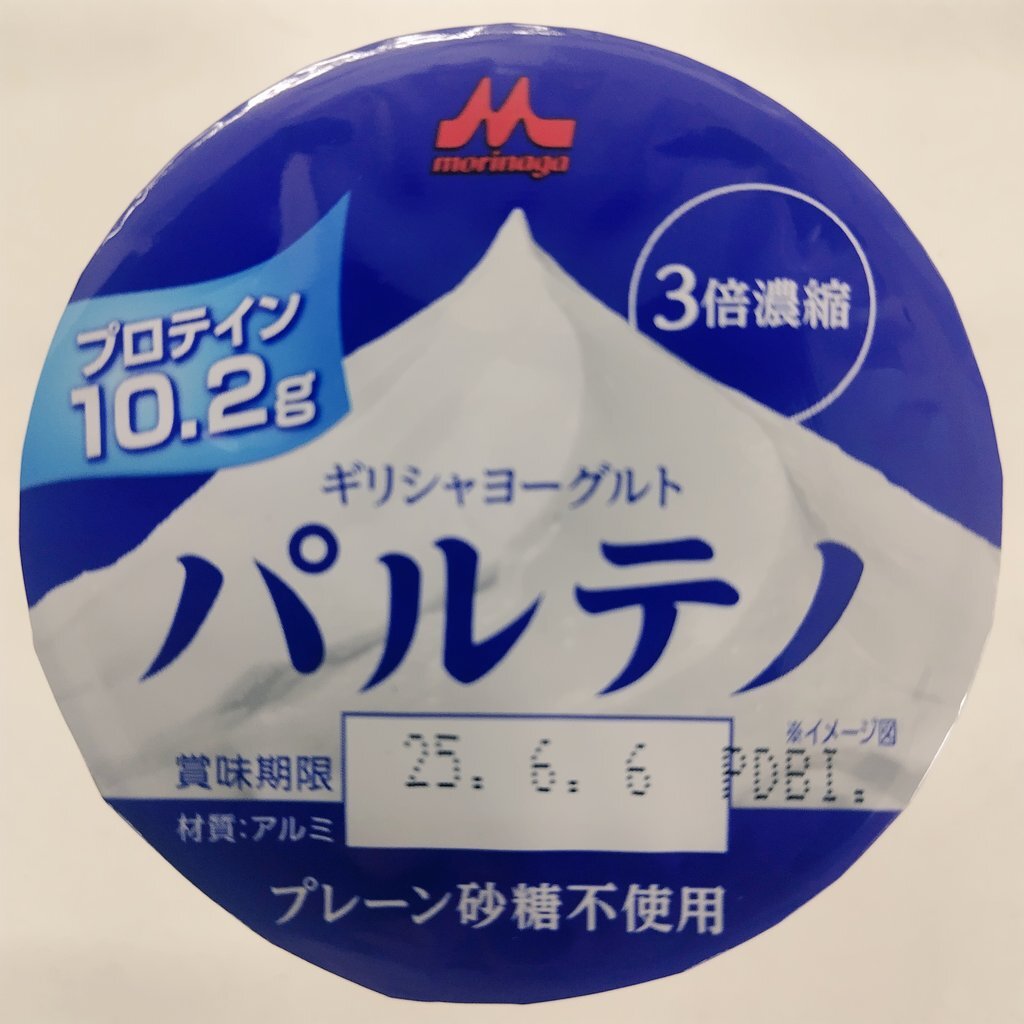 morinaga
3倍濃縮
プロテイン
10.2g
ギリシャヨーグルト
パルテノ
※イメージ図
賞味期限 25. 6. 6 PDB1.
材質:アルミ
プレーン砂糖不使用